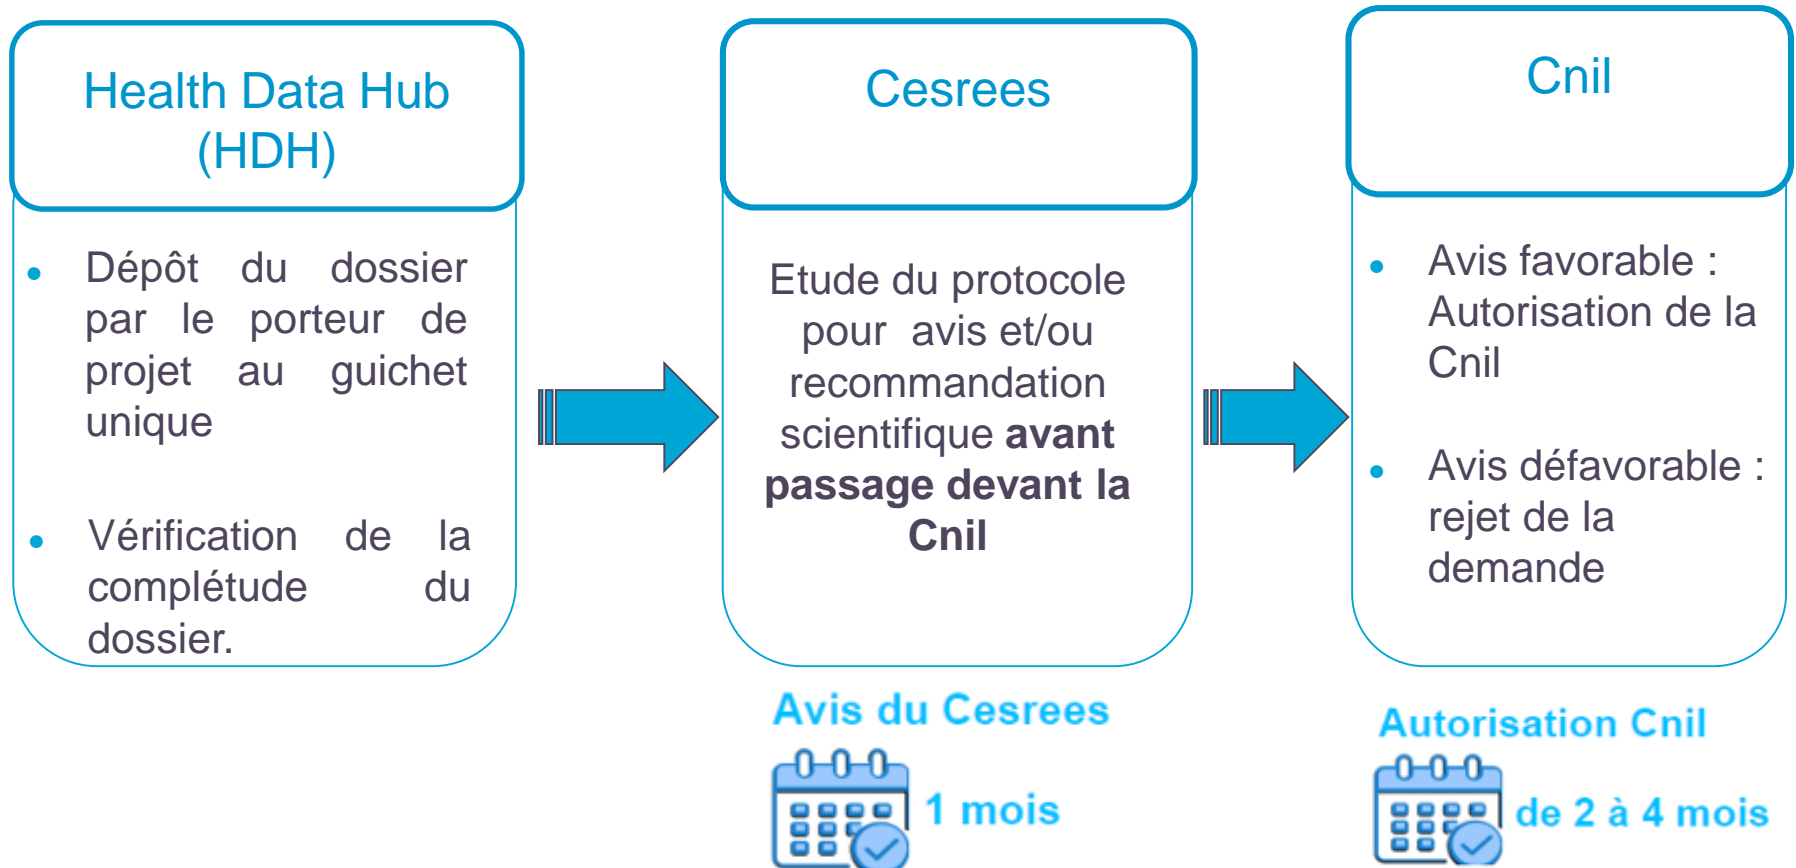 Health Data Hub
(HDH)
Dépôt du dossier
par le porteur de
projet au guichet
unique
Vérification de la
complétude du
dossier.
Cesrees
Etude du protocole
pour avis et/ou
recommandation
scientifique avant
passage devant la
Cnil
Avis du Cesrees
1 mois
Cnil
Avis favorable :
Autorisation de la
Cnil
Avis défavorable :
rejet de la
demande
Autorisation Cnil
de 2 à 4 mois